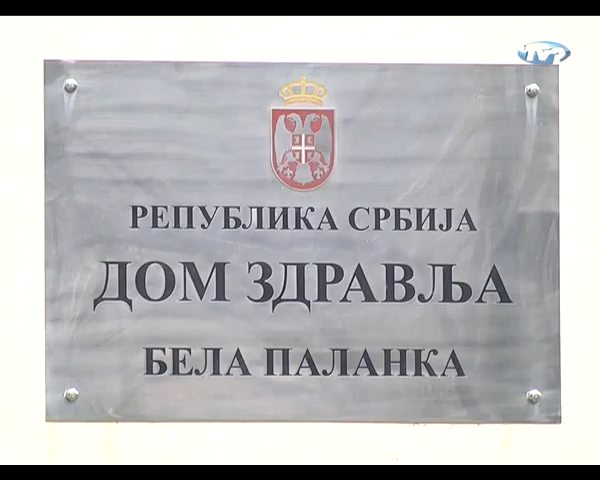 РЕПУБЛИКА СРБИЈА
ДОМ ЗДРАВЉА
БЕЛА ПАЛАНКА